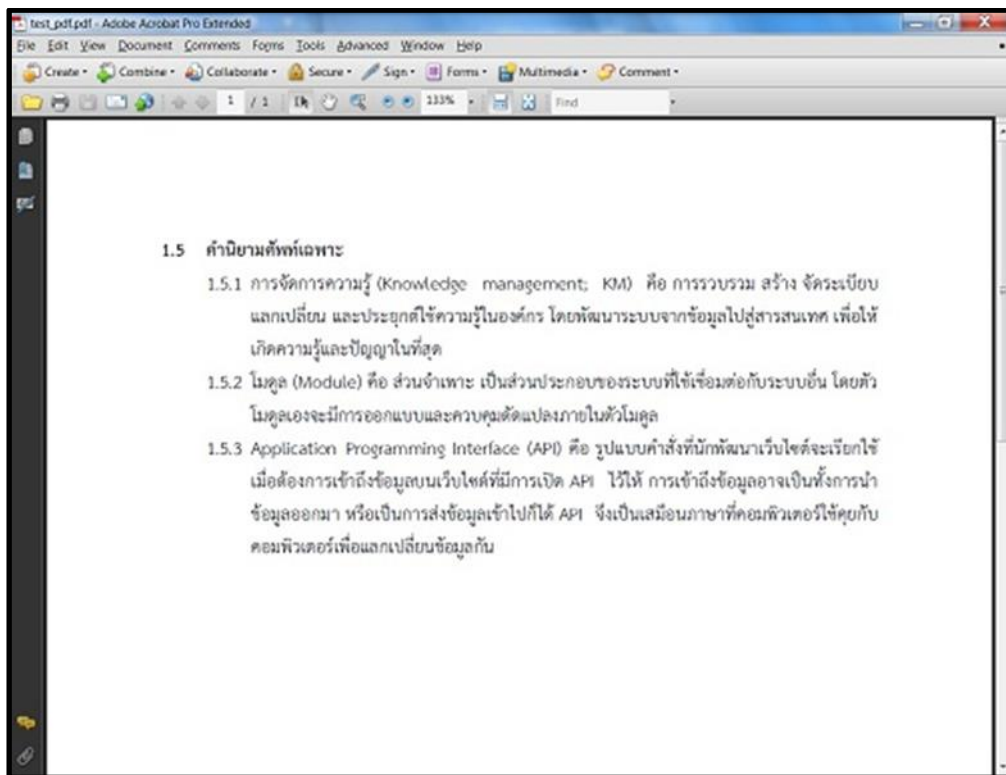 test_pdf.pdf - Adobe Acrobat Pro Extended
File Edit View Document Comments Forms Tools Advanced Window Help
Create Combine Collaborate Secure Sign Forms Multimedia Comment
1 / 1 133% Find
1.5 คำนิยามศัพท์เฉพาะ
1.5.1 การจัดการความรู้ (Knowledge management; KM) คือ การรวบรวม สร้าง จัดระเบียบ
แลกเปลี่ยน และประยุกต์ใช้ความรู้ในองค์กร โดยพัฒนาระบบจากข้อมูลไปสู่สารสนเทศ เพื่อให้
เกิดความรู้และปัญญาในที่สุด
1.5.2 โมดูล (Module) คือ ส่วนจำเพาะ เป็นส่วนประกอบของระบบที่ใช้เชื่อมต่อกับระบบอื่น โดยตัว
โมดูลเองจะมีการออกแบบและควบคุมดัดแปลงภายในตัวโมดูล
1.5.3 Application Programming Interface (API) คือ รูปแบบคำสั่งที่นักพัฒนาเว็บไซต์จะเรียกใช้
เมื่อต้องการเข้าถึงข้อมูลบนเว็บไซต์ที่มีการเปิด API ไว้ให้ การเข้าถึงข้อมูลอาจเป็นทั้งการนำ
ข้อมูลออกมา หรือเป็นการส่งข้อมูลเข้าไปก็ได้ API จึงเป็นเสมือนภาษาที่คอมพิวเตอร์ใช้คุยกับ
คอมพิวเตอร์เพื่อแลกเปลี่ยนข้อมูลกัน